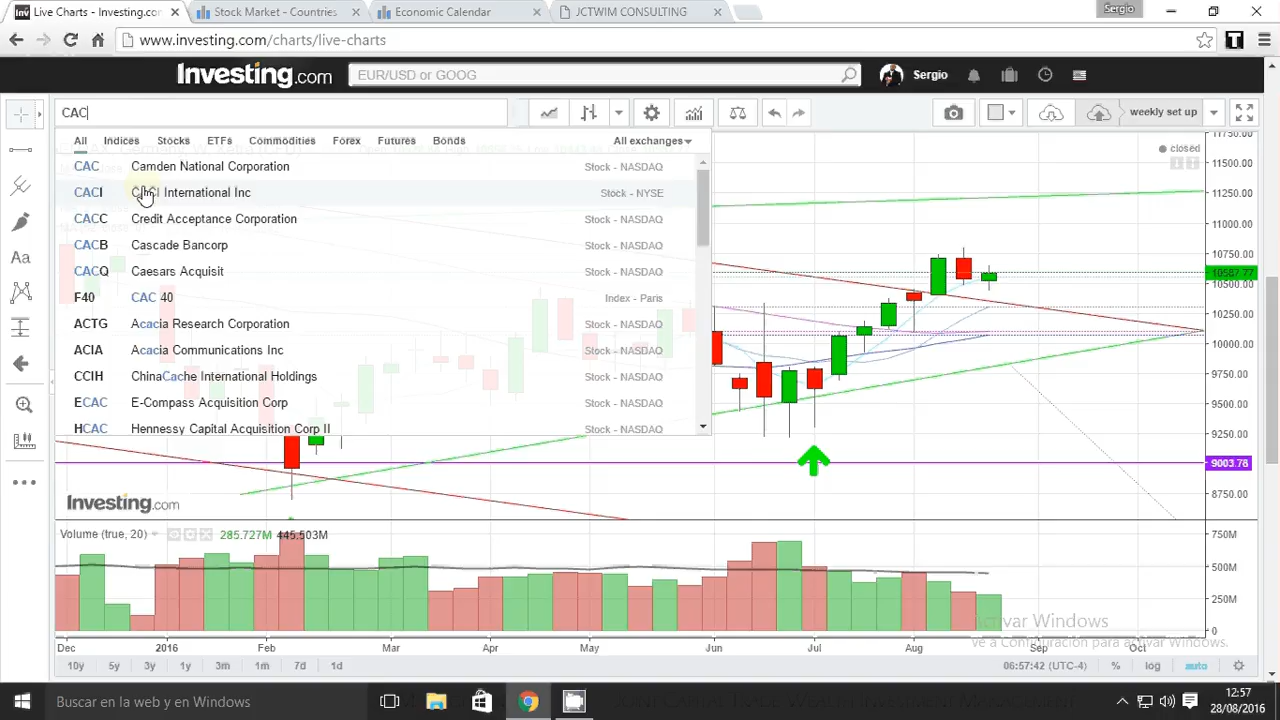 Live Charts - Investing.co
Stock Market - Countries
Economic Calendar
JCTWIM CONSULTING
Sergio
www.investing.com/charts/live-charts
Investing.com
EUR/USD or GOOG
Sergio
CAC
weekly set up
All Indices Stocks ETFs Commodities Forex Futures Bonds All exchanges
CAC Camden National Corporation Stock - NASDAQ
CACI CACI International Inc Stock - NYSE
CACC Credit Acceptance Corporation Stock - NASDAQ
CACB Cascade Bancorp Stock - NASDAQ
CACQ Caesars Acquisit Stock - NASDAQ
F40 CAC 40 Index - Paris
ACTG Acacia Research Corporation Stock - NASDAQ
ACIA Acacia Communications Inc Stock - NASDAQ
CCIH ChinaCache International Holdings Stock - NASDAQ
ECAC E-Compass Acquisition Corp Stock - NASDAQ
HCAC Hennessy Capital Acquisition Corp II Stock - NASDAQ
closed
11750.00
11500.00
11250.00
11000.00
10750.00
10587.77
10500.00
10250.00
10000.00
9750.00
9500.00
9250.00
9003.78
8750.00
Investing.com
Volume (true, 20) 285.727M 445.503M
750M
500M
250M
0
Dec 2016 Feb Mar Apr May Jun Jul Aug Sep Oct
Activar Windows
Ve a Configuración para activar Windows.
10y 5y 3y 1y 3m 1m 7d 1d
06:57:42 (UTC-4) % log auto
Buscar en la web y en Windows
12:57
28/08/2016